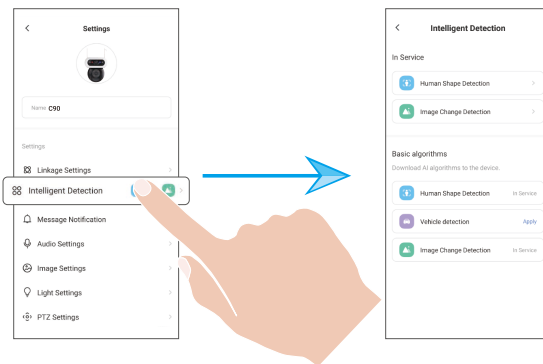 Settings
Name C90
Settings
Linkage Settings
Intelligent Detection
Message Notification
Audio Settings
Image Settings
Light Settings
PTZ Settings
Intelligent Detection
In Service
Human Shape Detection
Image Change Detection
Basic algorithms
Download AI algorithms to the device.
Human Shape Detection In Service
Vehicle detection Apply
Image Change Detection In Service